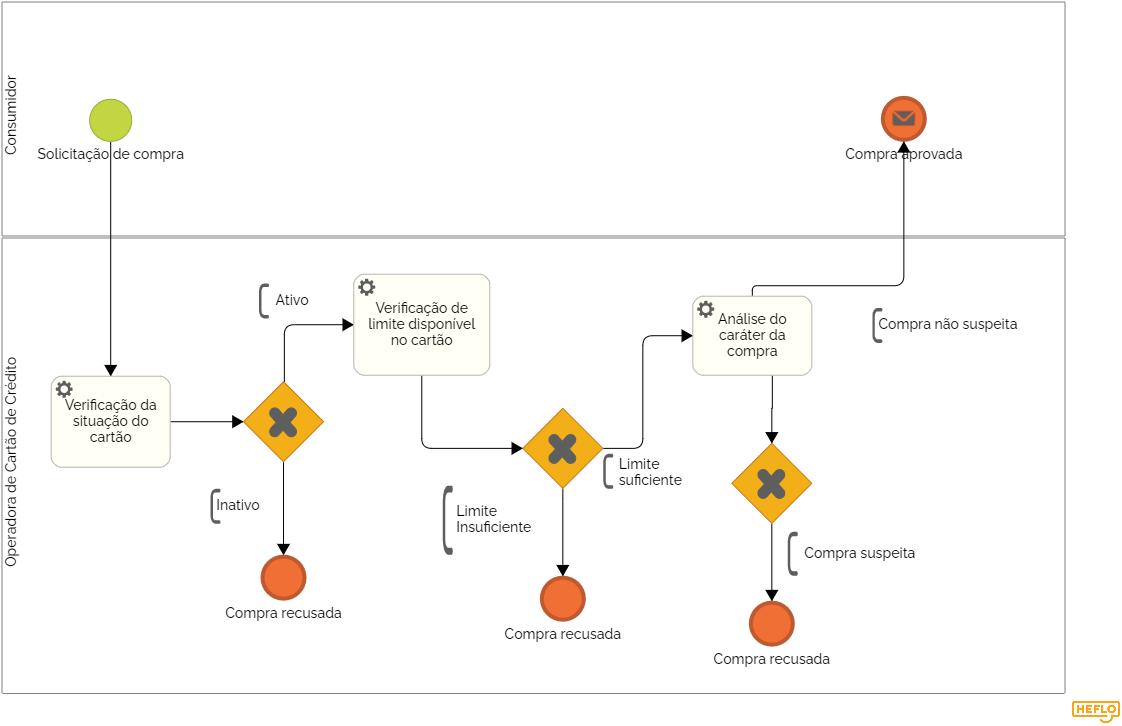 Consumidor
Solicitação de compra
Compra aprovada
Operadora de Cartão de Crédito
Verificação da
situação do
cartão
Ativo
Inativo
Compra recusada
Verificação de
limite disponível
no cartão
Limite
Insuficiente
Limite
suficiente
Compra recusada
Análise do
caráter da
compra
Compra não suspeita
Compra suspeita
Compra recusada
HEFLO